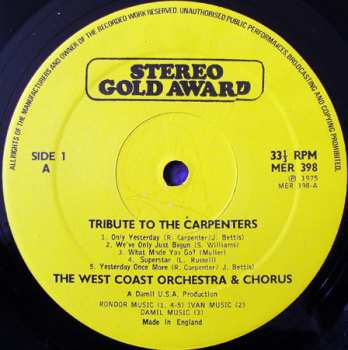 ALL RIGHTS OF THE MANUFACTURERS AND OWNER OF THE RECORDED WORK RESERVED. UNAUTHORISED PUBLIC PERFORMANCES, BROADCASTING AND COPYING PROHIBITED.
STEREO
GOLD AWARD
SIDE 1
A
33⅓ RPM
MER 398
℗ 1975
MER 398-A
TRIBUTE TO THE CARPENTERS
1. Only Yesterday (R. Carpenter/J. Bettis)
2. We've Only Just Begun (S. Williams)
3. What Made You Go? (Muller)
4. Superstar (L. Russell)
5. Yesterday Once More (R. Carpenter/J. Bettis)
THE WEST COAST ORCHESTRA & CHORUS
A Damil U.S.A. Production
RONDOR MUSIC (1, 4-5) IVAN MUSIC (2)
DAMIL MUSIC (3)
Made in England